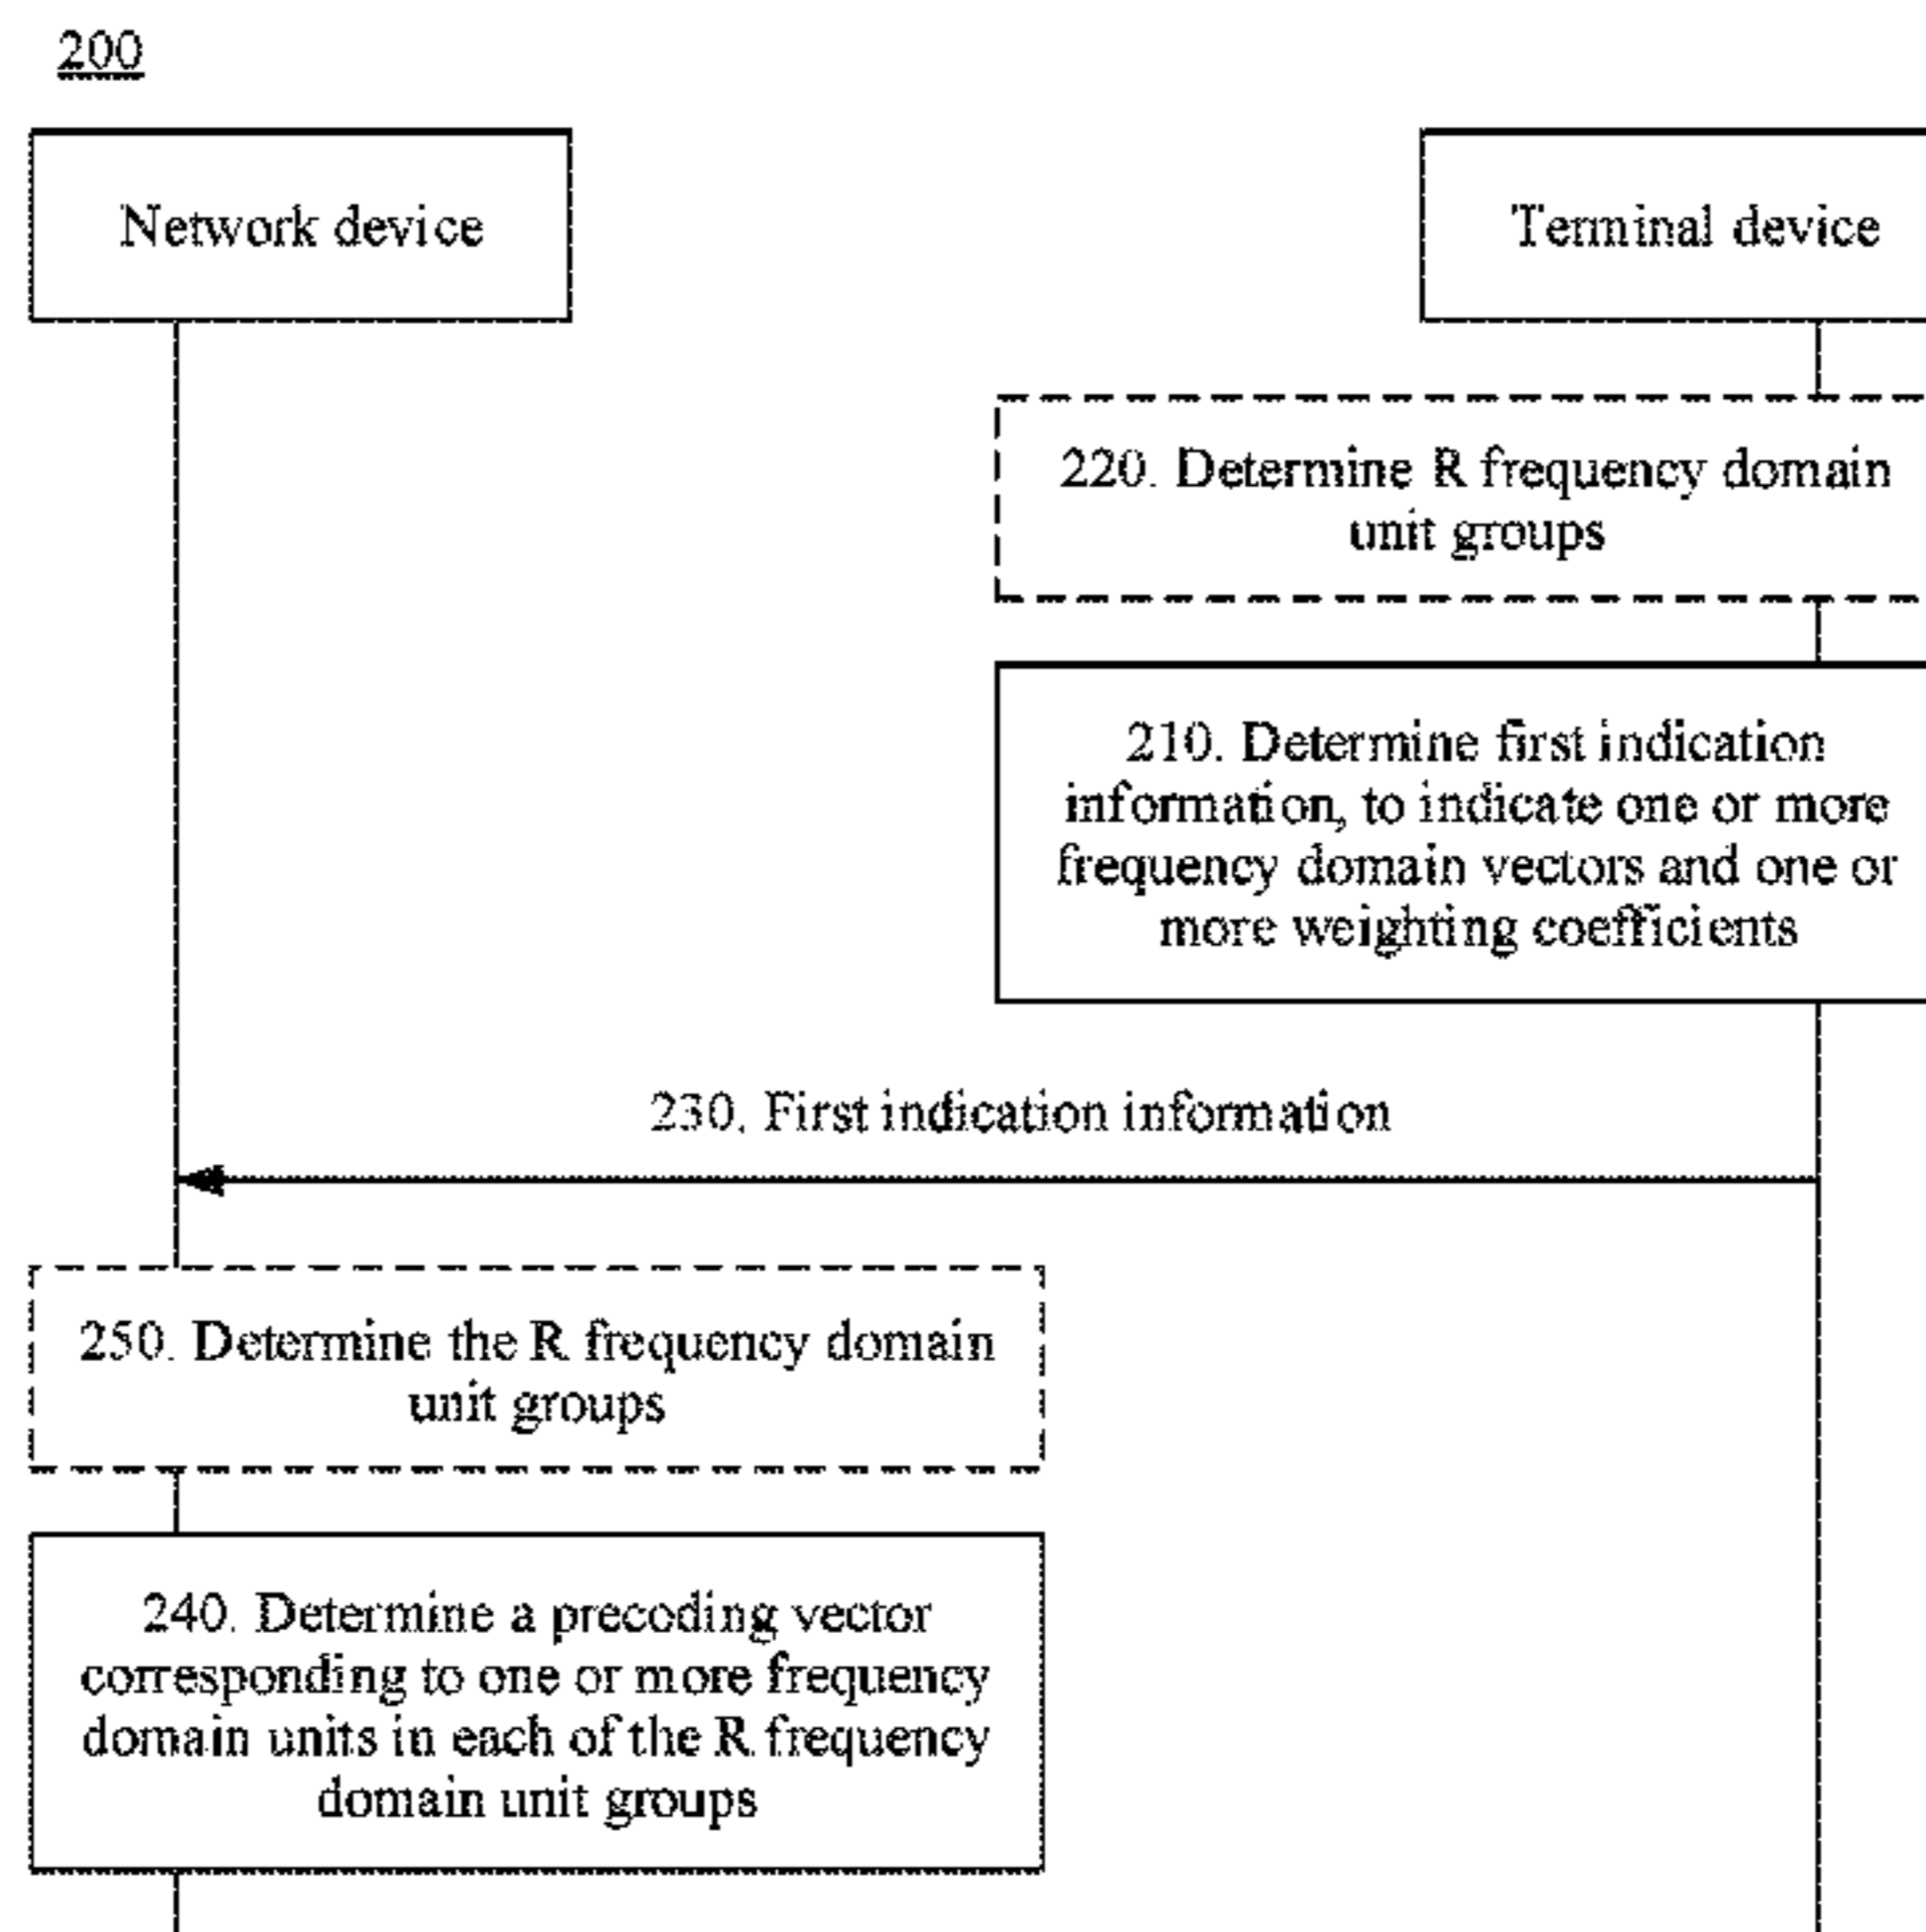 200
Network device
Terminal device
220. Determine R frequency domain
unit groups
210. Determine first indication
information, to indicate one or more
frequency domain vectors and one or
more weighting coefficients
230. First indication information
250. Determine the R frequency domain
unit groups
240. Determine a precoding vector
corresponding to one or more frequency
domain units in each of the R frequency
domain unit groups